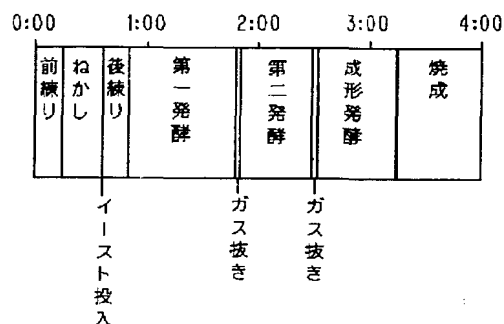 0:00 1:00 2:00 3:00 4:00
前練り
ねかし
後練り
第一発酵
第二発酵
成形発酵
焼成
イースト投入
ガス抜き
ガス抜き